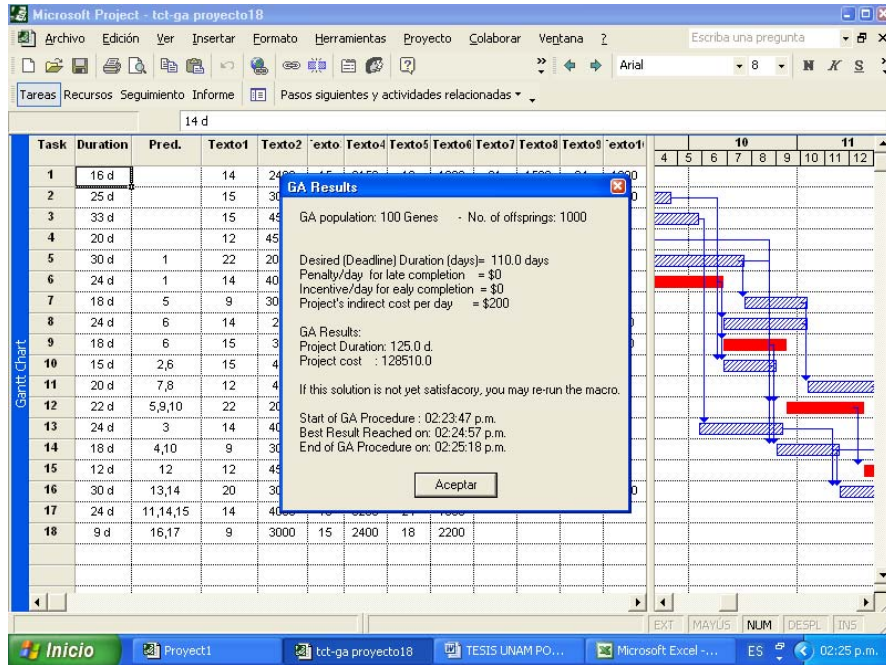 Microsoft Project - tct-ga proyecto18
Archivo Edición Ver Insertar Formato Herramientas Proyecto Colaborar Ventana ? Escriba una pregunta
Arial 8 N K S
Tareas Recursos Seguimiento Informe Pasos siguientes y actividades relacionadas
14 d
Task Duration Pred. Texto1 Texto2 Texto4 Texto5 Texto6 Texto7 Texto8 Texto9
10 11
4 5 6 7 8 9 10 11 12
1 16 d 14
2 25 d 15
3 33 d 15
4 20 d 12
5 30 d 1 22
6 24 d 1 14
7 18 d 5 9
8 24 d 6 14
9 18 d 6 15
10 15 d 2,6 15
11 20 d 7,8 12
12 22 d 5,9,10 22
13 24 d 3 14
14 18 d 4,10 9
15 12 d 12 12
16 30 d 13,14 20
17 24 d 11,14,15 14
18 9 d 16,17 9 3000 15 2400 18 2200
Gantt Chart
GA Results
GA population: 100 Genes - No. of offsprings: 1000
Desired (Deadline) Duration (days)= 110.0 days
Penalty/day for late completion = $0
Incentive/day for ealy completion = $0
Project's indirect cost per day = $200
GA Results:
Project Duration: 125.0 d.
Project cost : 128510.0
If this solution is not yet satisfacory, you may re-run the macro.
Start of GA Procedure : 02:23:47 p.m.
Best Result Reached on: 02:24:57 p.m.
End of GA Procedure on: 02:25:18 p.m.
Aceptar
EXT MAYÚS NUM DESPL INS
Inicio Proyect1 tct-ga proyecto18 TESIS UNAM PO... Microsoft Excel -... ES 02:25 p.m.